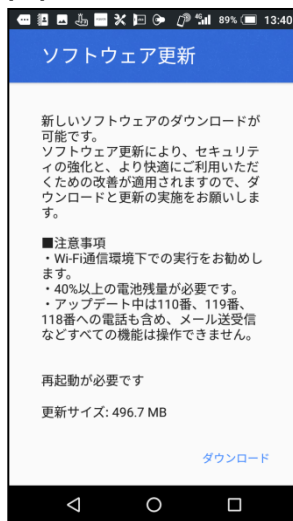 89% 13:40
ソフトウェア更新
新しいソフトウェアのダウンロードが
可能です。
ソフトウェア更新により、セキュリテ
ィの強化と、より快適にご利用いただ
くための改善が適用されますので、ダ
ウンロードと更新の実施をお願いしま
す。
■注意事項
・Wi-Fi通信環境下での実行をお勧めし
ます。
・40%以上の電池残量が必要です。
・アップデート中は110番、119番、
118番への電話も含め、メール送受信
などすべての機能は操作できません。
再起動が必要です
更新サイズ: 496.7 MB
ダウンロード